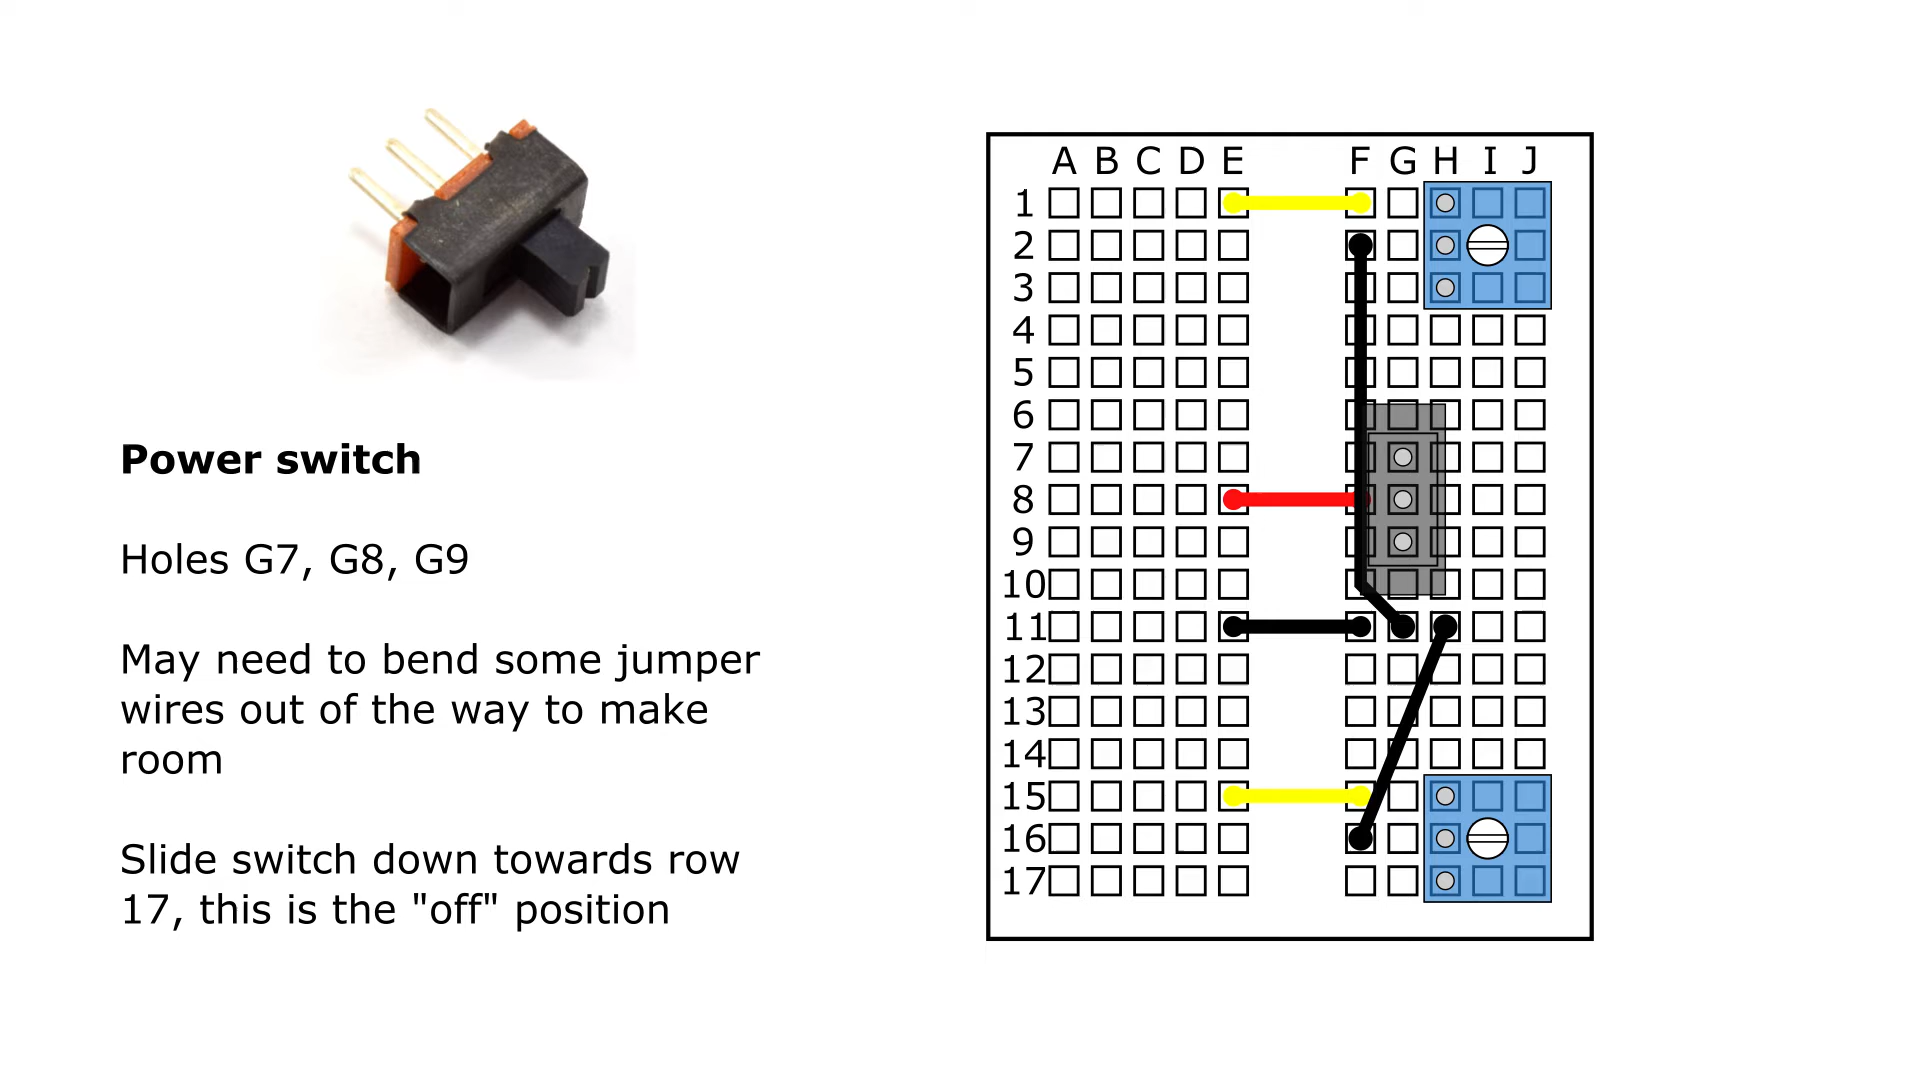 Power switch
Holes G7, G8, G9
May need to bend some jumper
wires out of the way to make
room
Slide switch down towards row
17, this is the "off" position
A B C D E F G H I J
1
2
3
4
5
6
7
8
9
10
11
12
13
14
15
16
17